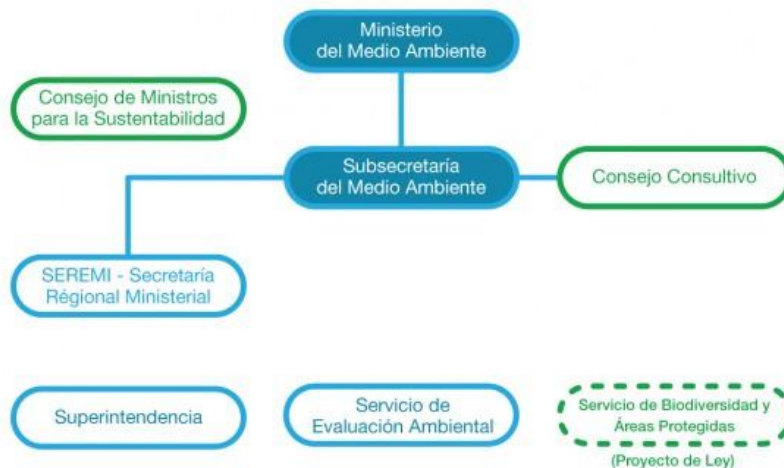 Ministerio
del Medio Ambiente
Consejo de Ministros
para la Sustentabilidad
Subsecretaría
del Medio Ambiente
Consejo Consultivo
SEREMI - Secretaría
Régional Ministerial
Superintendencia
Servicio de
Evaluación Ambiental
Servicio de Biodiversidad y
Áreas Protegidas
(Proyecto de Ley)